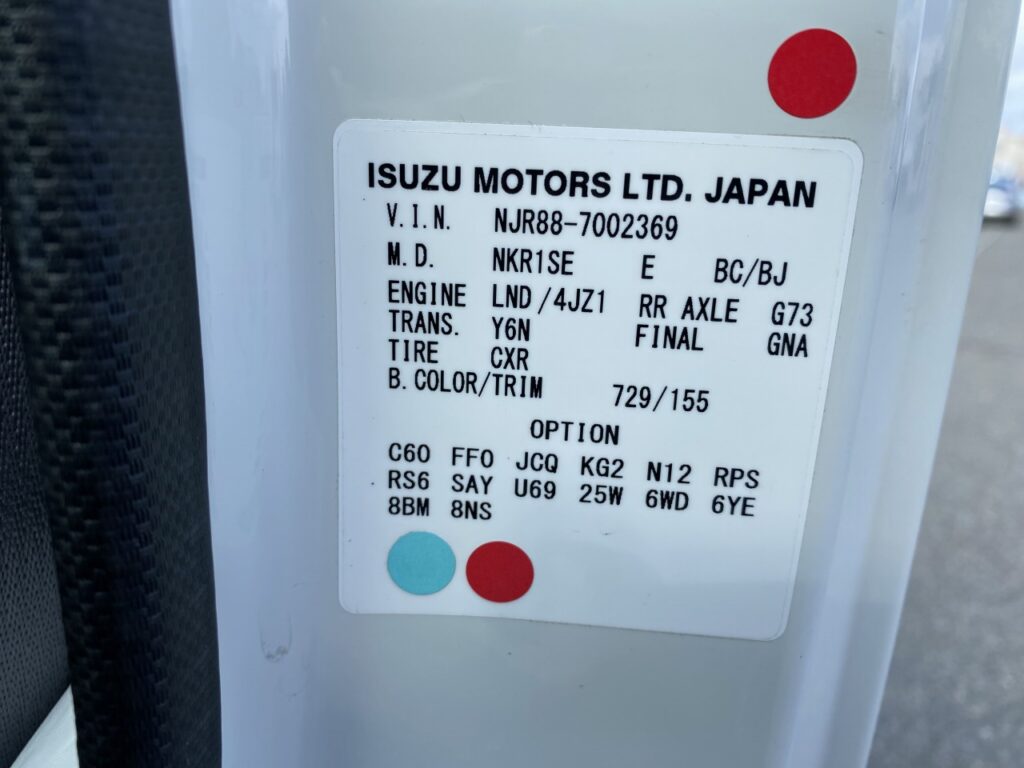 ISUZU MOTORS LTD. JAPAN
V.I.N. NJR88-7002369
M.D. NKR1SE E BC/BJ
ENGINE LND/4JZ1 RR AXLE G73
TRANS. Y6N FINAL GNA
TIRE CXR
B.COLOR/TRIM 729/155
OPTION
C60 FF0 JCQ KG2 N12 RPS
RS6 SAY U69 25W 6WD 6YE
8BM 8NS